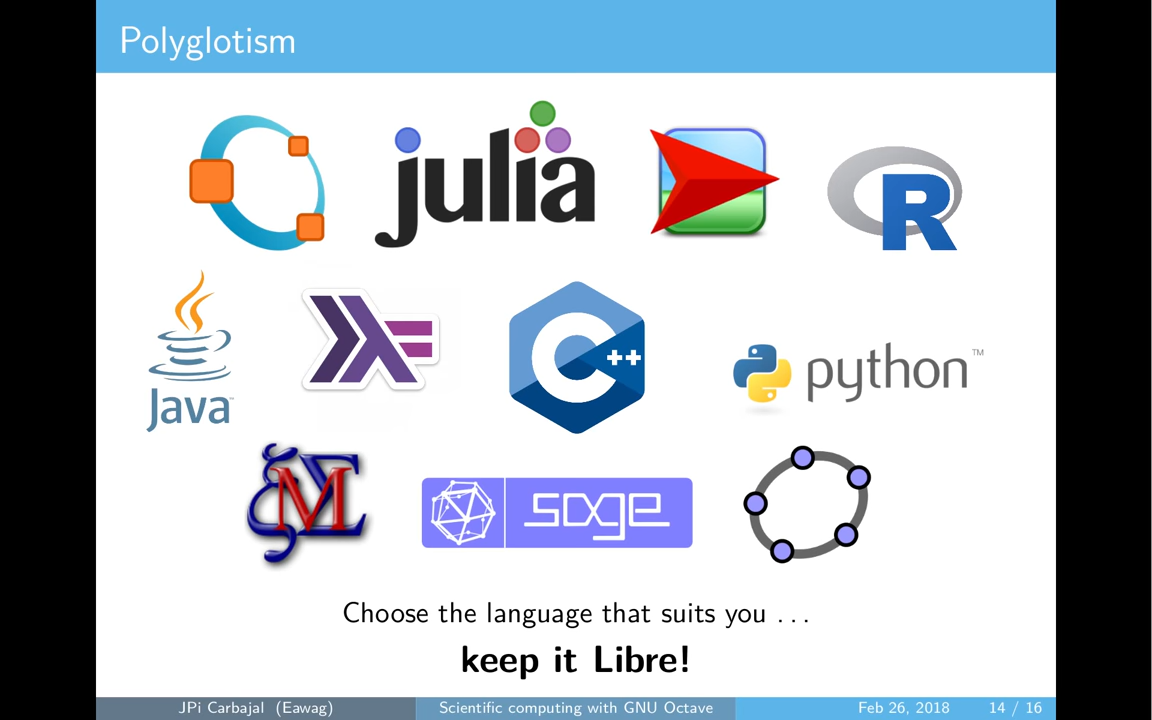 Polyglotism
julia
R
Java™
C++
python™
M
sage
Choose the language that suits you . . .
keep it Libre!
JPi Carbajal (Eawag)
Scientific computing with GNU Octave
Feb 26, 2018
14 / 16